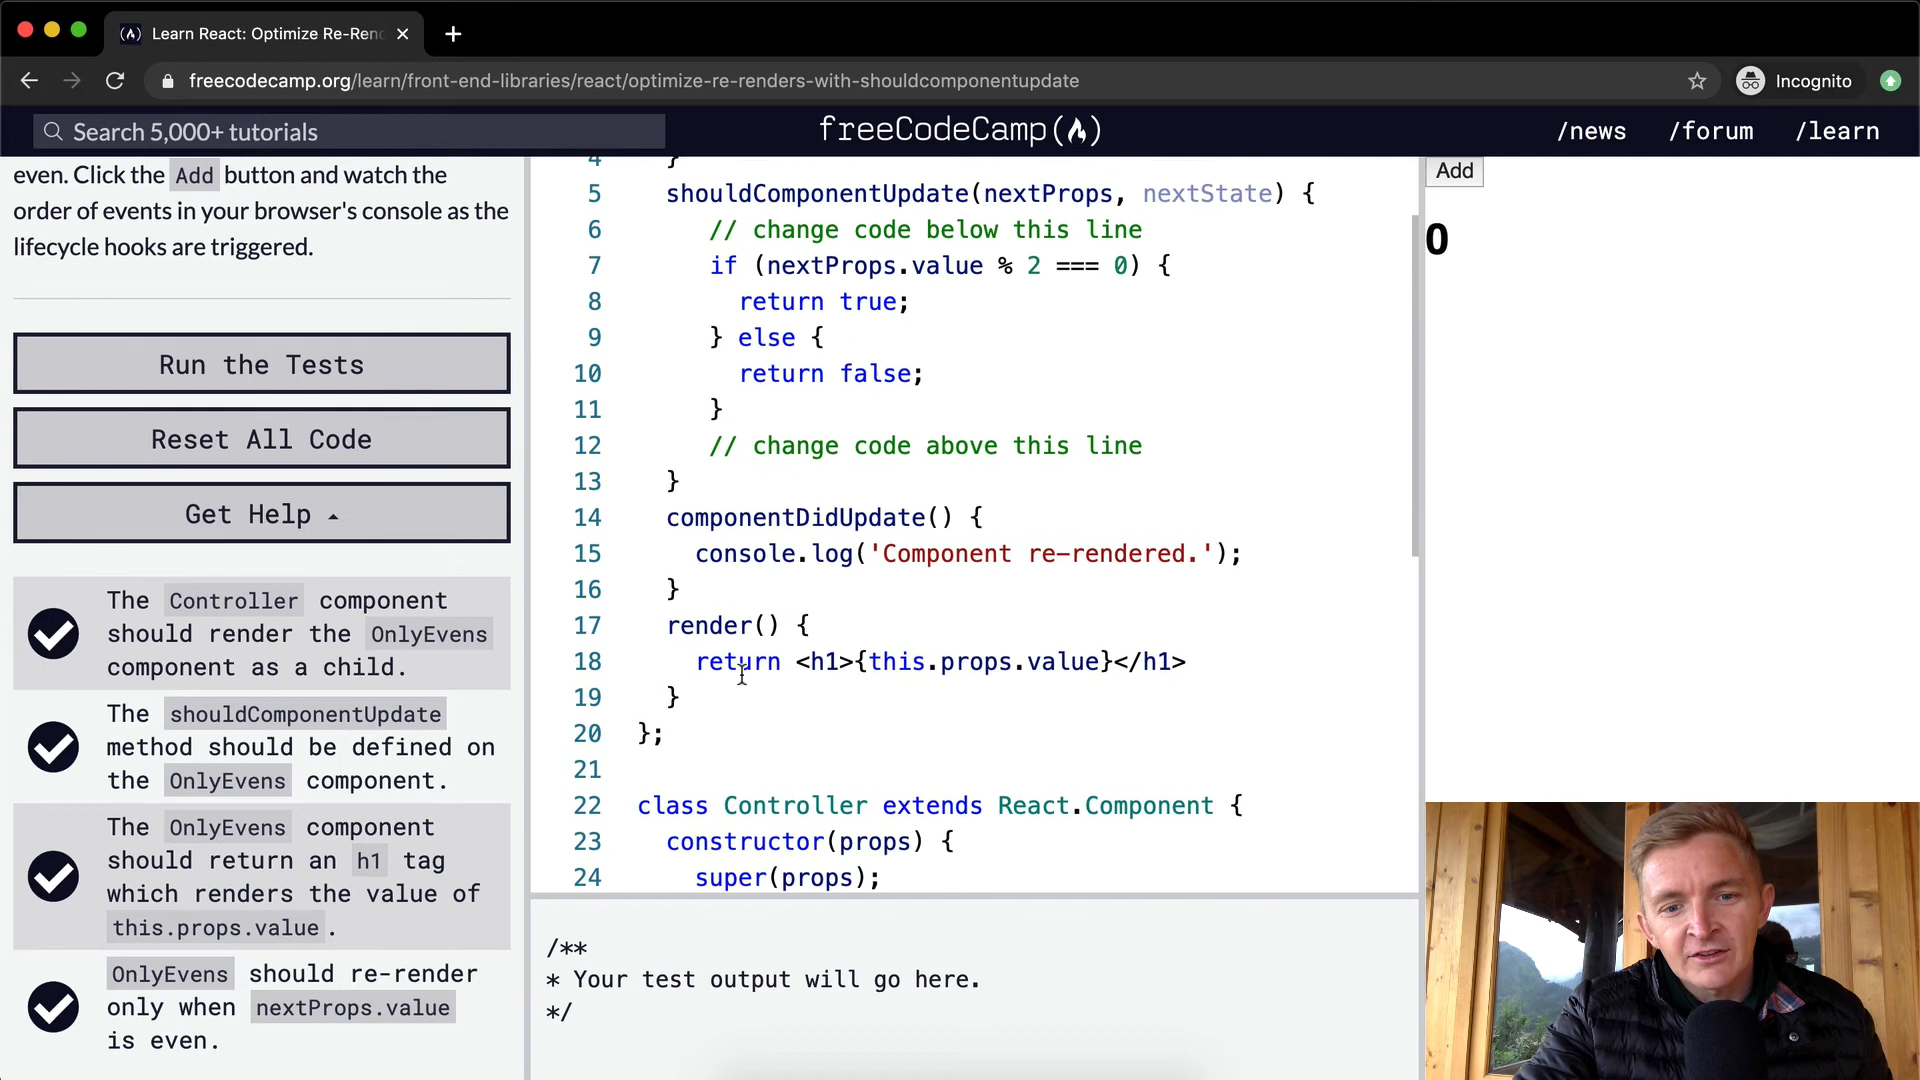 Learn React: Optimize Re-Ren
freecodecamp.org/learn/front-end-libraries/react/optimize-re-renders-with-shouldcomponentupdate
Incognito
Search 5,000+ tutorials
freeCodeCamp
/news
/forum
/learn
even. Click the Add button and watch the
order of events in your browser's console as the
lifecycle hooks are triggered.
Run the Tests
Reset All Code
Get Help
The Controller component
should render the OnlyEvens
component as a child.
The shouldComponentUpdate
method should be defined on
the OnlyEvens component.
The OnlyEvens component
should return an h1 tag
which renders the value of
this.props.value.
OnlyEvens should re-render
only when nextProps.value
is even.
4 }
5 shouldComponentUpdate(nextProps, nextState) {
6 // change code below this line
7 if (nextProps.value % 2 === 0) {
8 return true;
9 } else {
10 return false;
11 }
12 // change code above this line
13 }
14 componentDidUpdate() {
15 console.log('Component re-rendered.');
16 }
17 render() {
18 return <h1>{this.props.value}</h1>
19 }
20 };
21
22 class Controller extends React.Component {
23 constructor(props) {
24 super(props);
/**
* Your test output will go here.
*/
Add
0